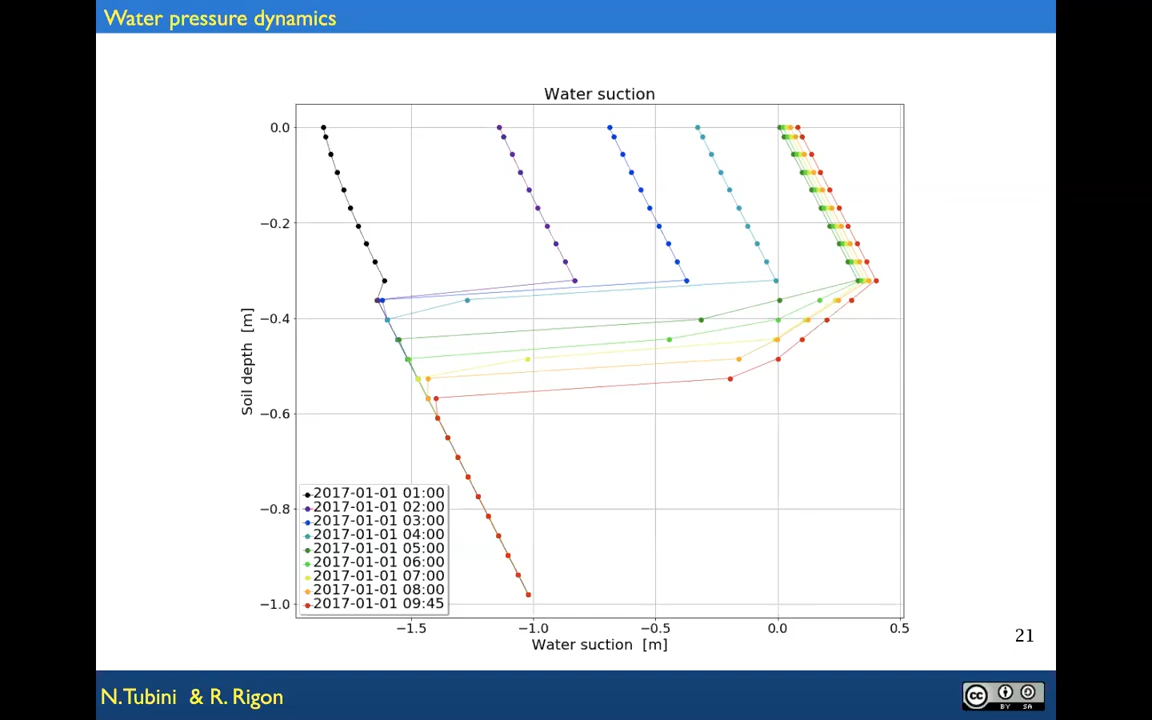 Water pressure dynamics
Water suction
0.0
−0.2
−0.4
−0.6
−0.8
−1.0
Soil depth [m]
2017-01-01 01:00
2017-01-01 02:00
2017-01-01 03:00
2017-01-01 04:00
2017-01-01 05:00
2017-01-01 06:00
2017-01-01 07:00
2017-01-01 08:00
2017-01-01 09:45
−1.5 −1.0 −0.5 0.0 0.5
Water suction [m]
21
N.Tubini & R. Rigon
cc BY SA